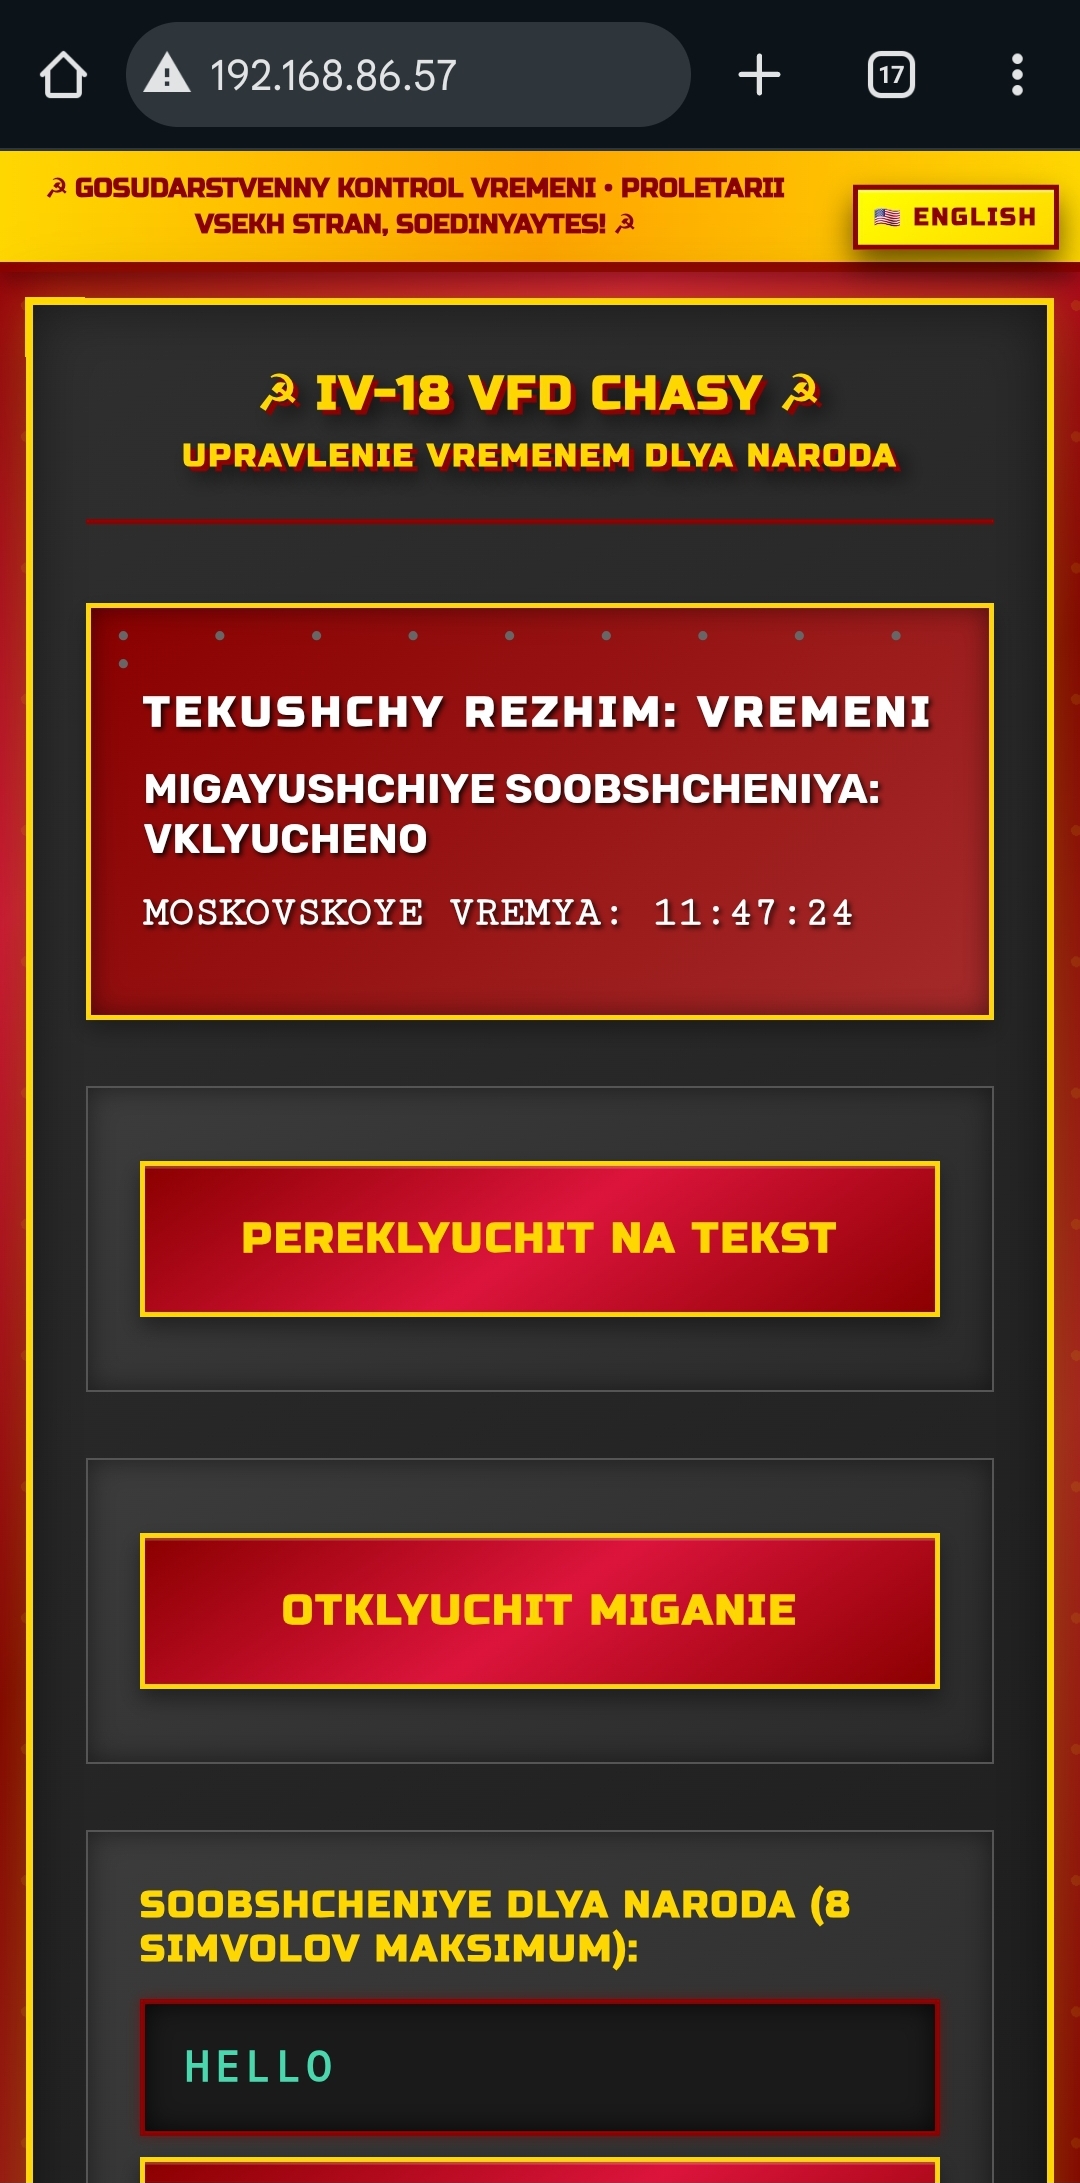 192.168.86.57
17
☭ GOSUDARSTVENNY KONTROL VREMENI • PROLETARII
VSEKH STRAN, SOEDINYAYTES! ☭
🇺🇸 ENGLISH
☭ IV-18 VFD CHASY ☭
UPRAVLENIE VREMENEM DLYA NARODA
TEKUSHCHY REZHIM: VREMENI
MIGAYUSHCHIYE SOOBSHCHENIYA:
VKLYUCHENO
MOSKOVSKOYE VREMYA: 11:47:24
PEREKLYUCHIT NA TEKST
OTKLYUCHIT MIGANIE
SOOBSHCHENIYE DLYA NARODA (8
SIMVOLOV MAKSIMUM):
HELLO